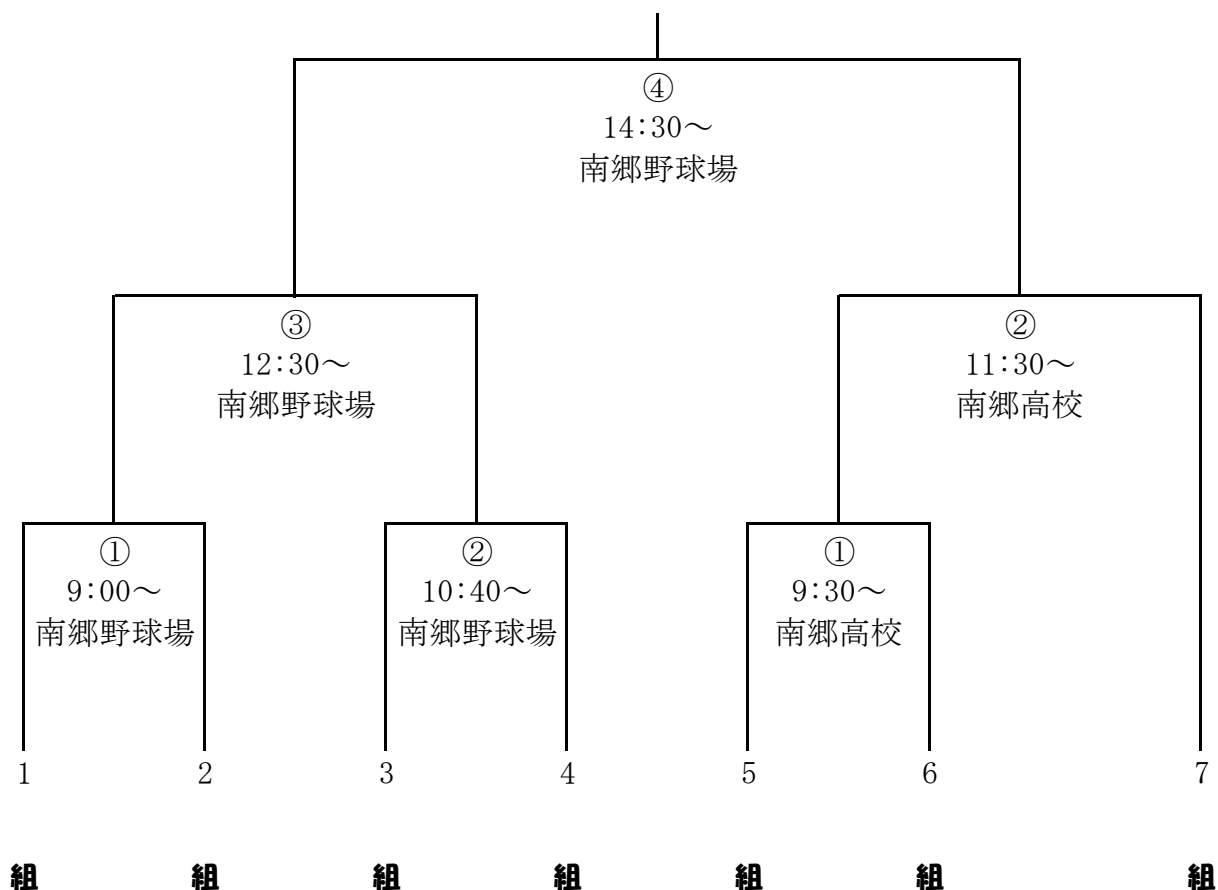 ④
14:30～
南郷野球場
③
12:30～
南郷野球場
②
11:30～
南郷高校
①
9:00～
南郷野球場
②
10:40～
南郷野球場
①
9:30～
南郷高校
1 2 3 4 5 6 7
組 組 組 組 組 組 組